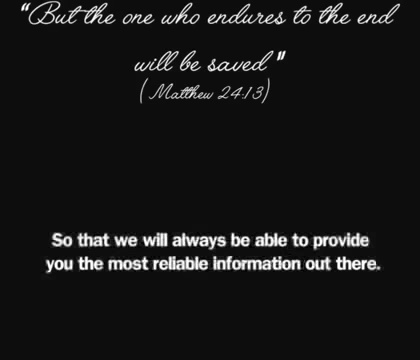 "But the one who endures to the end
will be saved"
(Matthew 24:13)
So that we will always be able to provide
you the most reliable information out there.